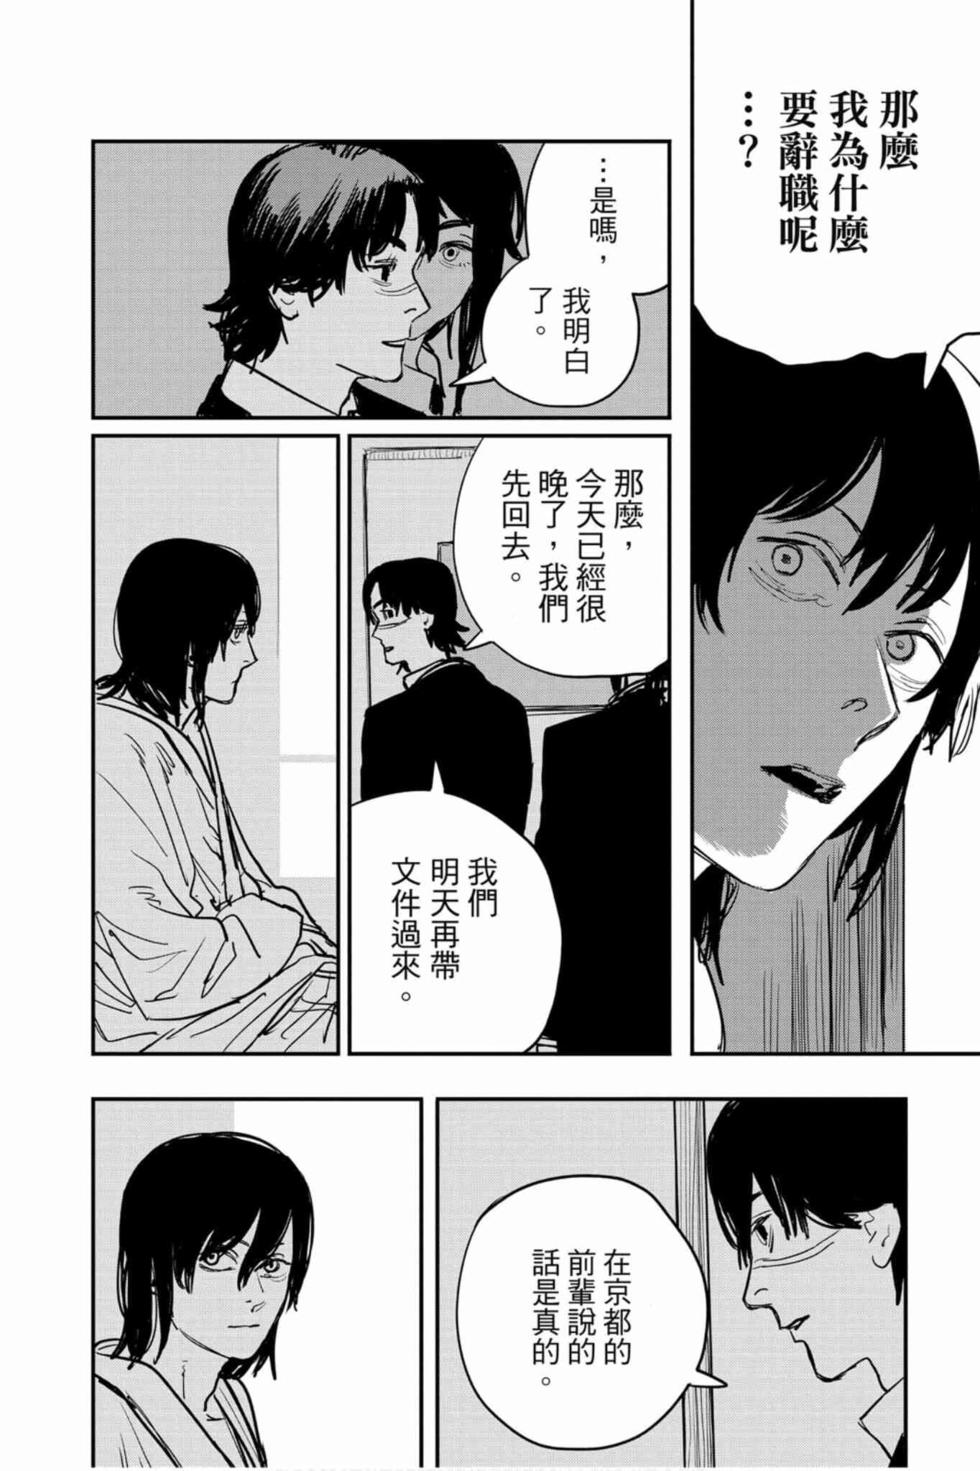 那麼
我為什麼
要辭職呢
…？
…是嗎，
我明白
了。
那麼，
今天已經很
晚了，我們
先回去。
我們
明天再帶
文件過來。
在京都的
前輩說的
話是真的。